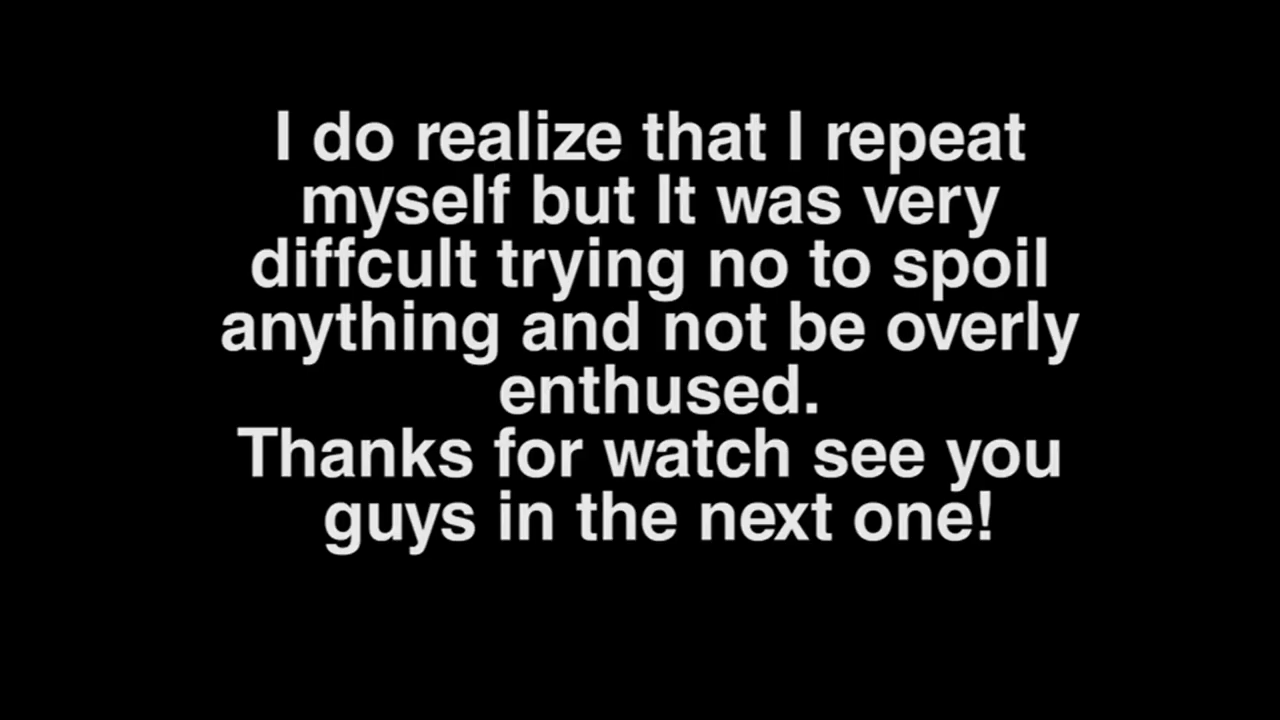 I do realize that I repeat
myself but It was very
diffcult trying no to spoil
anything and not be overly
enthused.
Thanks for watch see you
guys in the next one!